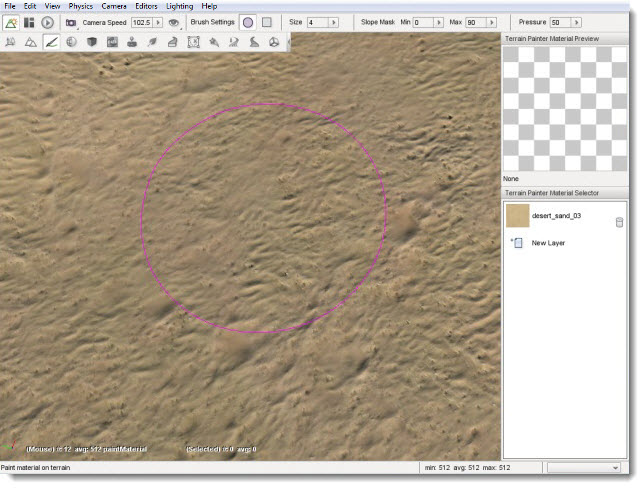 File Edit View Physics Camera Editors Lighting Help
Camera Speed 102.5 Brush Settings Size 4 Slope Mask Min 0 Max 90 Pressure 50
Terrain Painter Material Preview
None
Terrain Painter Material Selector
desert_sand_03
New Layer
(Mouse) #: 12 avg: 512 paintMaterial (Selected) #: 0 avg: 0
Paint material on terrain min: 512 avg: 512 max: 512